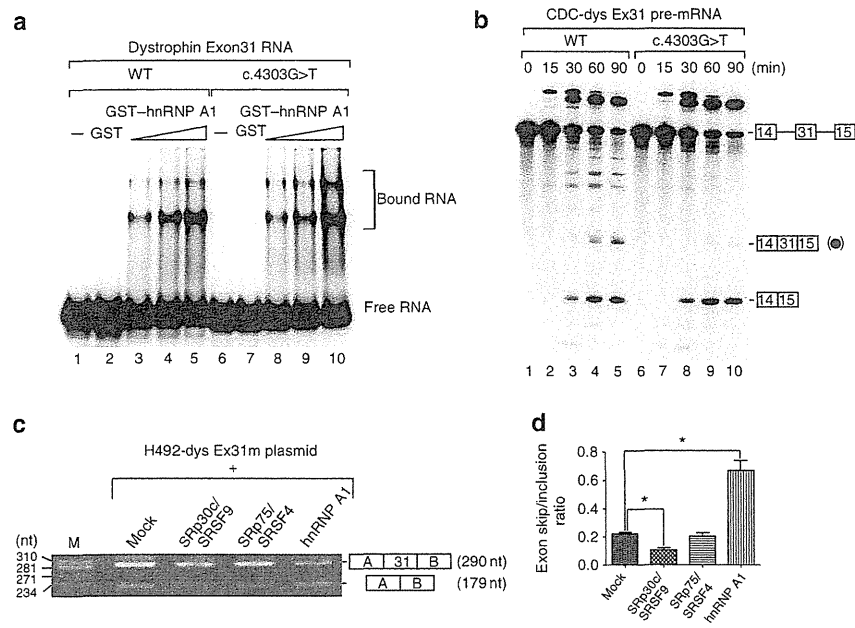 a
Dystrophin Exon31 RNA
WT c.4303G>T
GST–hnRNP A1 GST–hnRNP A1
– GST – GST
Bound RNA
Free RNA
1 2 3 4 5 6 7 8 9 10
b
CDC-dys Ex31 pre-mRNA
WT c.4303G>T
0 15 30 60 90 0 15 30 60 90 (min)
14 31 15
14 31 15
14 15
1 2 3 4 5 6 7 8 9 10
c
H492-dys Ex31m plasmid
+
(nt) M Mock SRp30c/ SRSF9 SRp75/ SRSF4 hnRNP A1
310
281
271
234
A 31 B (290 nt)
A B (179 nt)
d
Exon skip/inclusion
ratio
0.8
0.6
0.4
0.2
0.0
*
*
Mock
SRp30c/
SRSF9
SRp75/
SRSF4
hnRNP A1